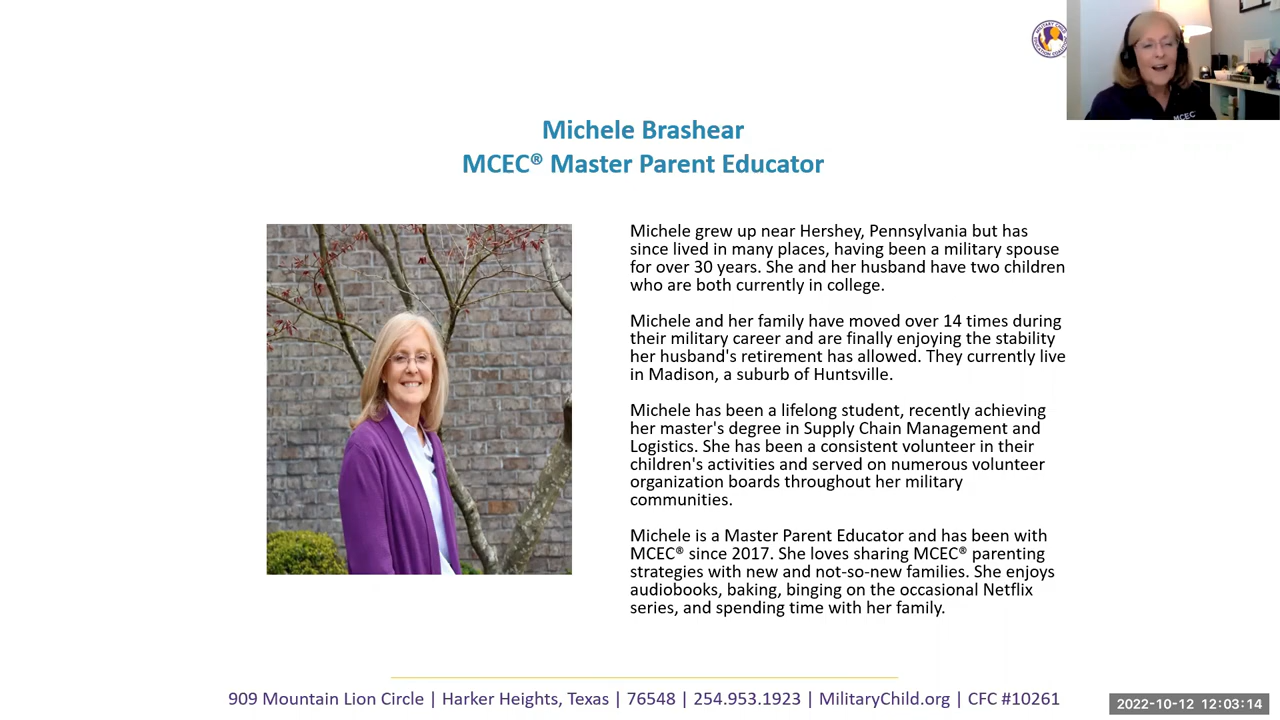 Michele Brashear
MCEC® Master Parent Educator
Michele grew up near Hershey, Pennsylvania but has
since lived in many places, having been a military spouse
for over 30 years. She and her husband have two children
who are both currently in college.
Michele and her family have moved over 14 times during
their military career and are finally enjoying the stability
her husband's retirement has allowed. They currently live
in Madison, a suburb of Huntsville.
Michele has been a lifelong student, recently achieving
her master's degree in Supply Chain Management and
Logistics. She has been a consistent volunteer in their
children's activities and served on numerous volunteer
organization boards throughout her military
communities.
Michele is a Master Parent Educator and has been with
MCEC® since 2017. She loves sharing MCEC® parenting
strategies with new and not-so-new families. She enjoys
audiobooks, baking, binging on the occasional Netflix
series, and spending time with her family.
909 Mountain Lion Circle | Harker Heights, Texas | 76548 | 254.953.1923 | MilitaryChild.org | CFC #10261
MCEC
2022-10-12 12:03:14